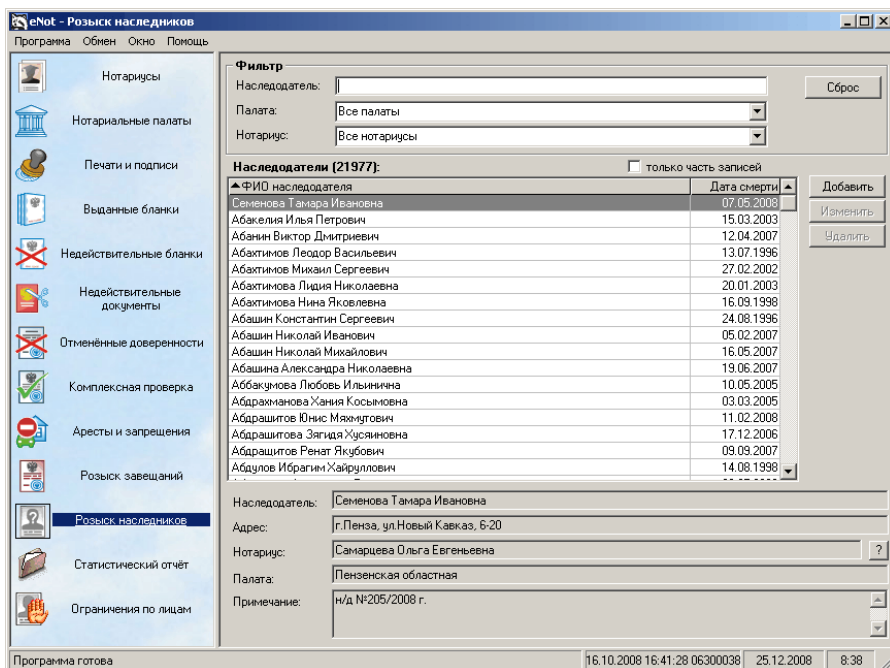 eNot - Розыск наследников
Программа Обмен Окно Помощь
Нотариусы
Нотариальные палаты
Печати и подписи
Выданные бланки
Недействительные бланки
Недействительные
документы
Отменённые доверенности
Комплексная проверка
Аресты и запрещения
Розыск завещаний
Розыск наследников
Статистический отчёт
Ограничения по лицам
Фильтр
Наследодатель:
Сброс
Палата: Все палаты
Нотариус: Все нотариусы
Наследодатели (21977): только часть записей
ФИО наследодателя Дата смерти
Добавить
Изменить
Удалить
Семенова Тамара Ивановна 07.05.2008
Абакелия Илья Петрович 15.03.2003
Абанин Виктор Дмитриевич 12.04.2007
Абахтимов Леодор Васильевич 13.07.1996
Абахтимов Михаил Сергеевич 27.02.2002
Абахтимова Лидия Николаевна 20.01.2003
Абахтимова Нина Яковлевна 16.09.1998
Абашин Константин Сергеевич 24.08.1996
Абашин Николай Иванович 05.02.2007
Абашин Николай Михайлович 16.05.2007
Абашина Александра Николаевна 19.06.2007
Аббакумова Любовь Ильинична 10.05.2005
Абдрахманова Хания Косымовна 03.03.2005
Абдрашитов Юнис Мяхмутович 11.02.2008
Абдрашитова Зягидя Хусяиновна 17.12.2006
Абдращитов Ренат Якубович 09.09.2007
Абдулов Ибрагим Хайруллович 14.08.1998
Наследодатель: Семенова Тамара Ивановна
Адрес: г.Пенза, ул.Новый Кавказ, 6-20
Нотариус: Самарцева Ольга Евгеньевна ?
Палата: Пензенская областная
Примечание: н/д №205/2008 г.
Программа готова 16.10.2008 16:41:28 06300038 25.12.2008 8:38